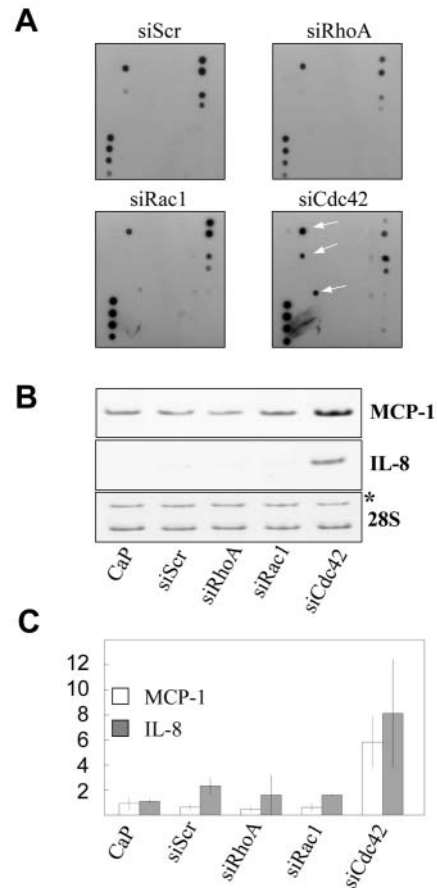 A
siScr
siRhoA
siRac1
siCdc42
B
MCP-1
IL-8
*
28S
CaP
siScr
siRhoA
siRac1
siCdc42
C
12
10
8
6
4
2
MCP-1
IL-8
CaP
siScr
siRhoA
siRac1
siCdc42